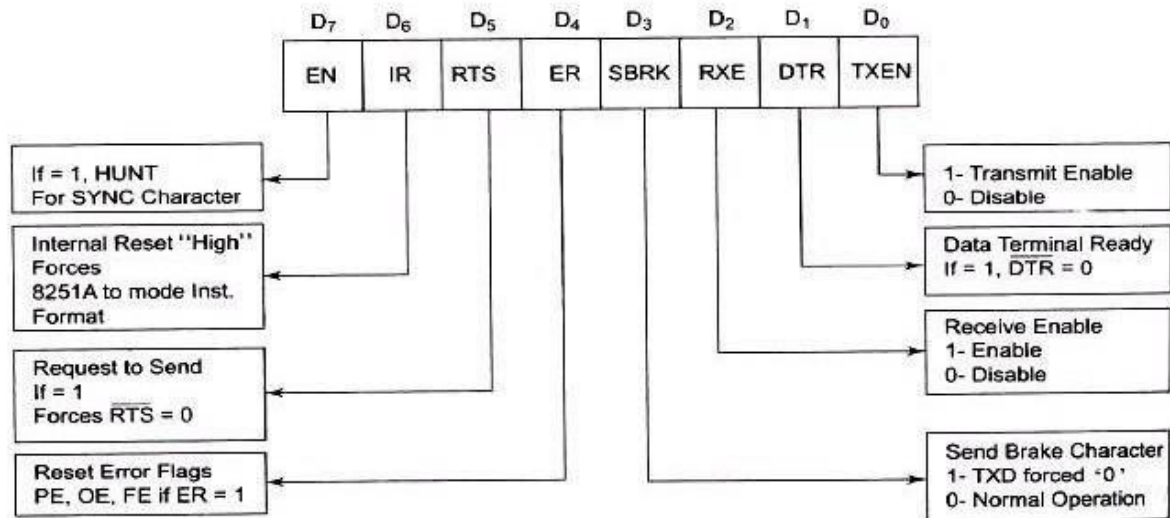 D7 D6 D5 D4 D3 D2 D1 D0
EN IR RTS ER SBRK RXE DTR TXEN
If = 1, HUNT
For SYNC Character
Internal Reset "High"
Forces
8251A to mode Inst.
Format
Request to Send
If = 1
Forces R̅T̅S̅ = 0
Reset Error Flags
PE, OE, FE if ER = 1
1- Transmit Enable
0- Disable
Data Terminal Ready
If = 1, D̅T̅R̅ = 0
Receive Enable
1- Enable
0- Disable
Send Brake Character
1- TXD forced '0'
0- Normal Operation